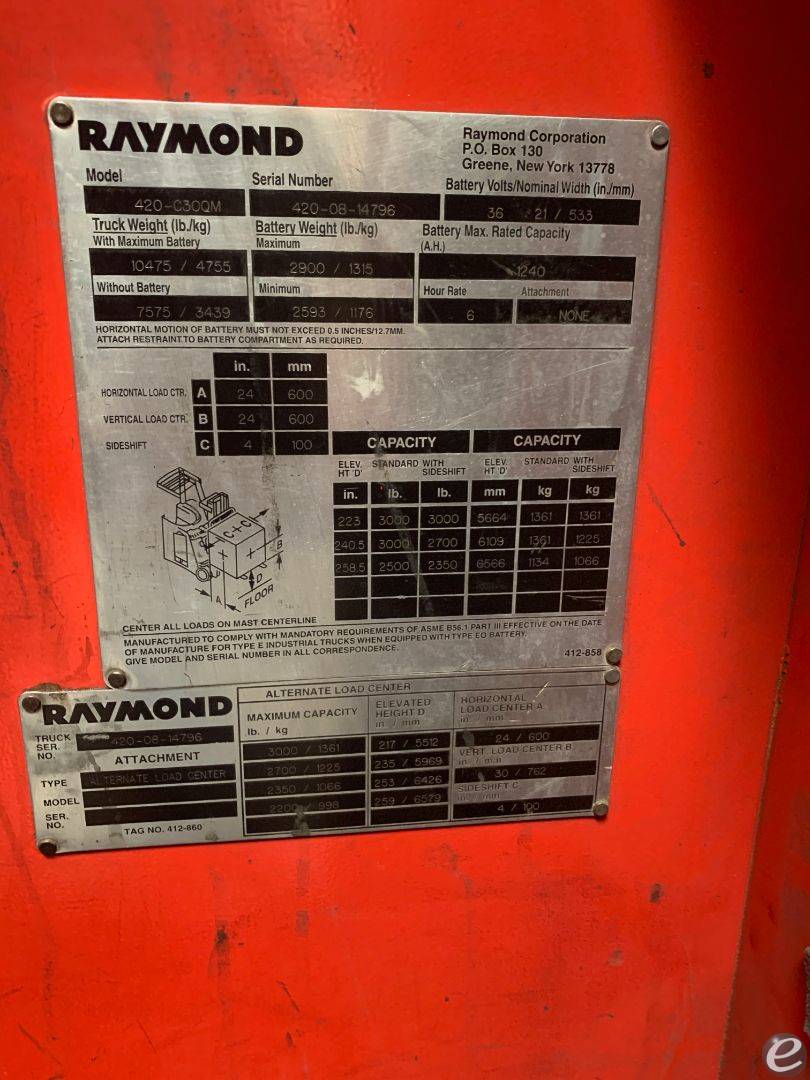 RAYMOND
Raymond Corporation
P.O. Box 130
Greene, New York 13778
Model
Serial Number
Battery Volts/Nominal Width (in./mm)
420-C30QM
420-08-14796
36 21 / 533
Truck Weight (lb./kg)
Battery Weight (lb./kg)
Battery Max. Rated Capacity
With Maximum Battery
Maximum
(A.H.)
10475 / 4755
2900 / 1315
1240
Without Battery
Minimum
Hour Rate
Attachment
7575 / 3439
2593 / 1176
6
NONE
HORIZONTAL MOTION OF BATTERY MUST NOT EXCEED 0.5 INCHES/12.7MM.
ATTACH RESTRAINT TO BATTERY COMPARTMENT AS REQUIRED.
in. mm
HORIZONTAL LOAD CTR. A 24 600
VERTICAL LOAD CTR. B 24 600
SIDESHIFT C 4 100
CAPACITY CAPACITY
ELEV. HT 'D' STANDARD WITH SIDESHIFT ELEV. HT 'D' STANDARD WITH SIDESHIFT
in. lb. lb. mm kg kg
223 3000 3000 5664 1361 1361
240.5 3000 2700 6109 1361 1225
258.5 2500 2350 6566 1134 1066
C + C
B
D
A
FLOOR
CENTER ALL LOADS ON MAST CENTERLINE
MANUFACTURED TO COMPLY WITH MANDATORY REQUIREMENTS OF ASME B56.1 PART III EFFECTIVE ON THE DATE
OF MANUFACTURE FOR TYPE E INDUSTRIAL TRUCKS WHEN EQUIPPED WITH TYPE EO BATTERY.
GIVE MODEL AND SERIAL NUMBER IN ALL CORRESPONDENCE.
412-858
RAYMOND
TRUCK SER. NO. 420-08-14796
ATTACHMENT
TYPE ALTERNATE LOAD CENTER
MODEL
SER. NO.
TAG NO. 412-860
ALTERNATE LOAD CENTER
MAXIMUM CAPACITY
lb. / kg
ELEVATED
HEIGHT D
in. / mm
HORIZONTAL
LOAD CENTER A
in. / mm
3000 / 1361 217 / 5512 24 / 600
2700 / 1225 235 / 5969
VERT. LOAD CENTER B
in. / mm
2350 / 1066 253 / 6426 30 / 762
2200 / 998 259 / 6579
SIDESHIFT C
in. / mm
4 / 100
e